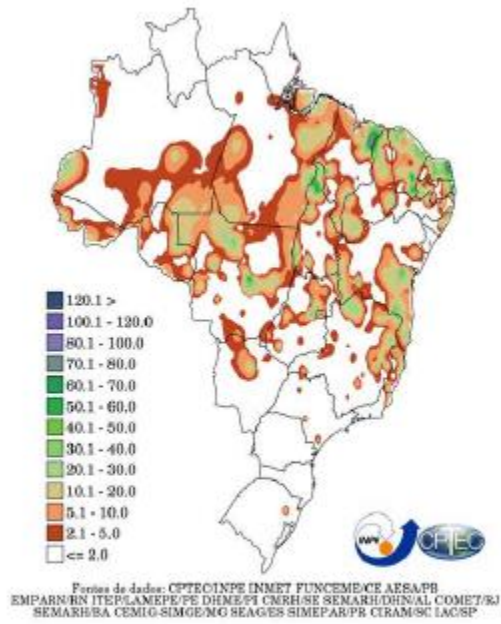 120.1 >
100.1 - 120.0
80.1 - 100.0
70.1 - 80.0
60.1 - 70.0
50.1 - 60.0
40.1 - 50.0
30.1 - 40.0
20.1 - 30.0
10.1 - 20.0
5.1 - 10.0
2.1 - 5.0
<= 2.0
INPE
CPTEC
Fontes de dados: CPTEC/INPE INMET FUNCEME/CE AESA/PB
EMPARN/RN ITEP/LAMEPE/PE DHME/PI CMRH/SE SEMARH/DHN/AL COMET/RJ
SEMARH/BA CEMIG-SIMGE/MG SEAG/ES SIMEPAR/PR CIRAM/SC IAC/SP